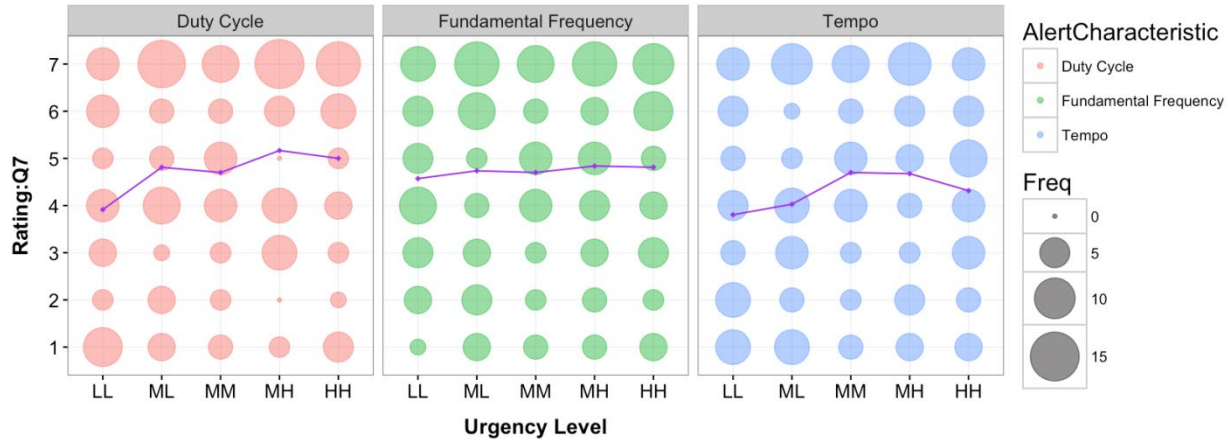 Duty Cycle
Fundamental Frequency
Tempo
Rating:Q7
7
6
5
4
3
2
1
LL ML MM MH HH
LL ML MM MH HH
LL ML MM MH HH
Urgency Level
AlertCharacteristic
Duty Cycle
Fundamental Frequency
Tempo
Freq
0
5
10
15